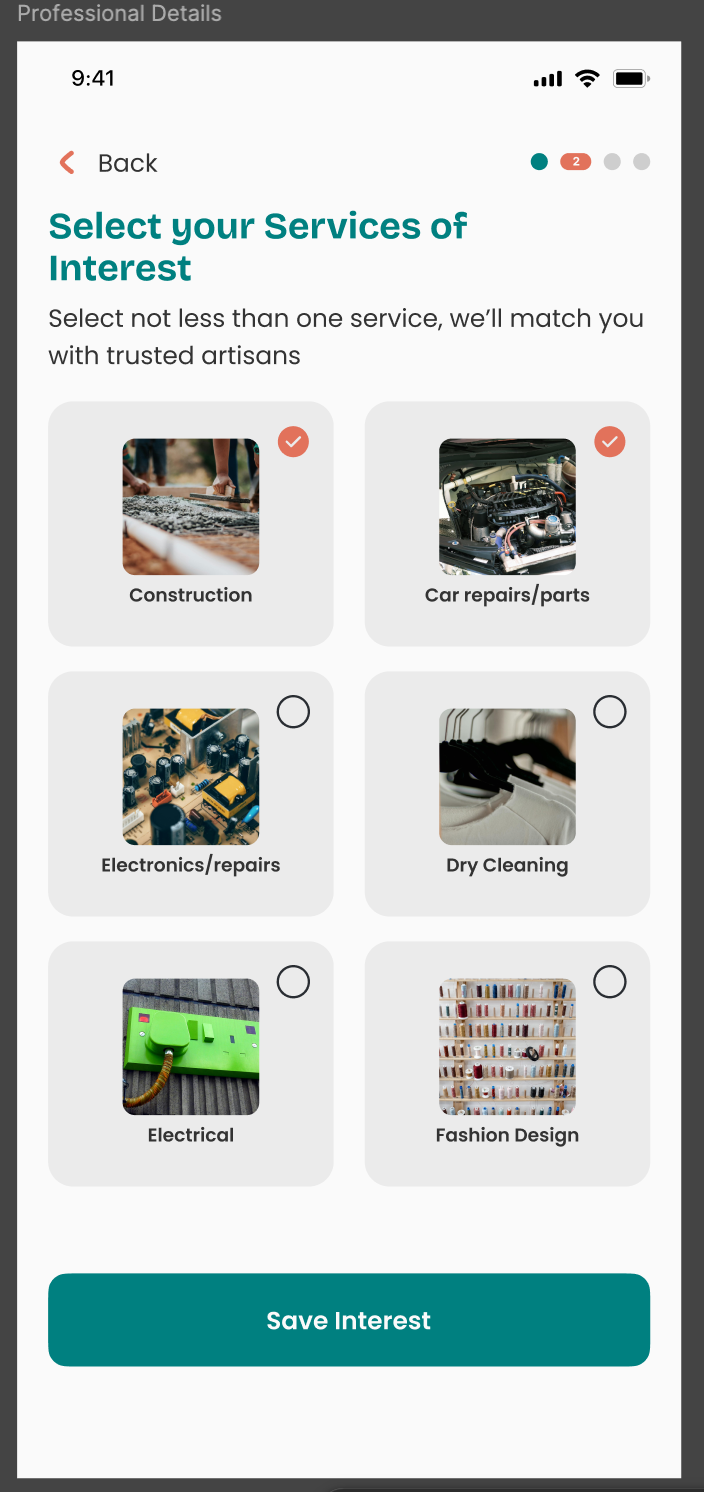 Professional Details
9:41
Back
2
Select your Services of
Interest
Select not less than one service, we’ll match you
with trusted artisans
Construction
Car repairs/parts
Electronics/repairs
Dry Cleaning
Electrical
Fashion Design
Save Interest